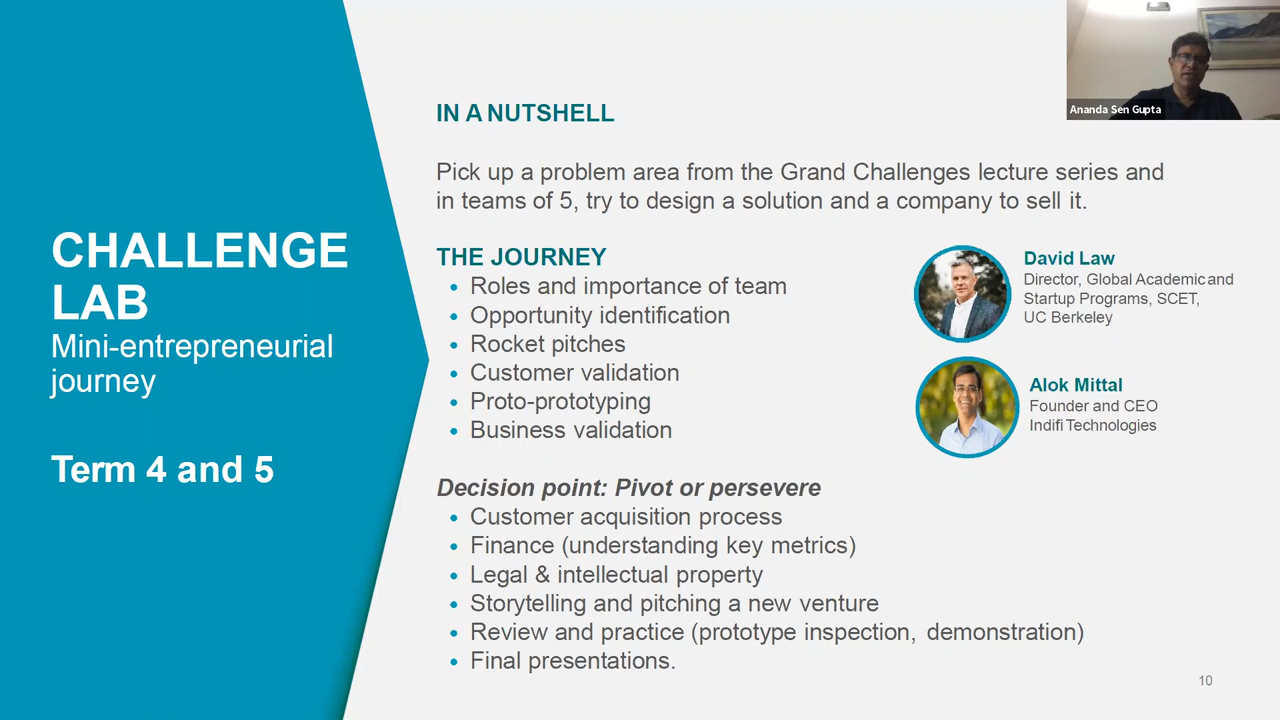 CHALLENGE
LAB
Mini-entrepreneurial
journey
Term 4 and 5
IN A NUTSHELL
Pick up a problem area from the Grand Challenges lecture series and
in teams of 5, try to design a solution and a company to sell it.
THE JOURNEY
• Roles and importance of team
• Opportunity identification
• Rocket pitches
• Customer validation
• Proto-prototyping
• Business validation
Decision point: Pivot or persevere
• Customer acquisition process
• Finance (understanding key metrics)
• Legal & intellectual property
• Storytelling and pitching a new venture
• Review and practice (prototype inspection, demonstration)
• Final presentations.
David Law
Director, Global Academic and
Startup Programs, SCET,
UC Berkeley
Alok Mittal
Founder and CEO
Indifi Technologies
Ananda Sen Gupta
10